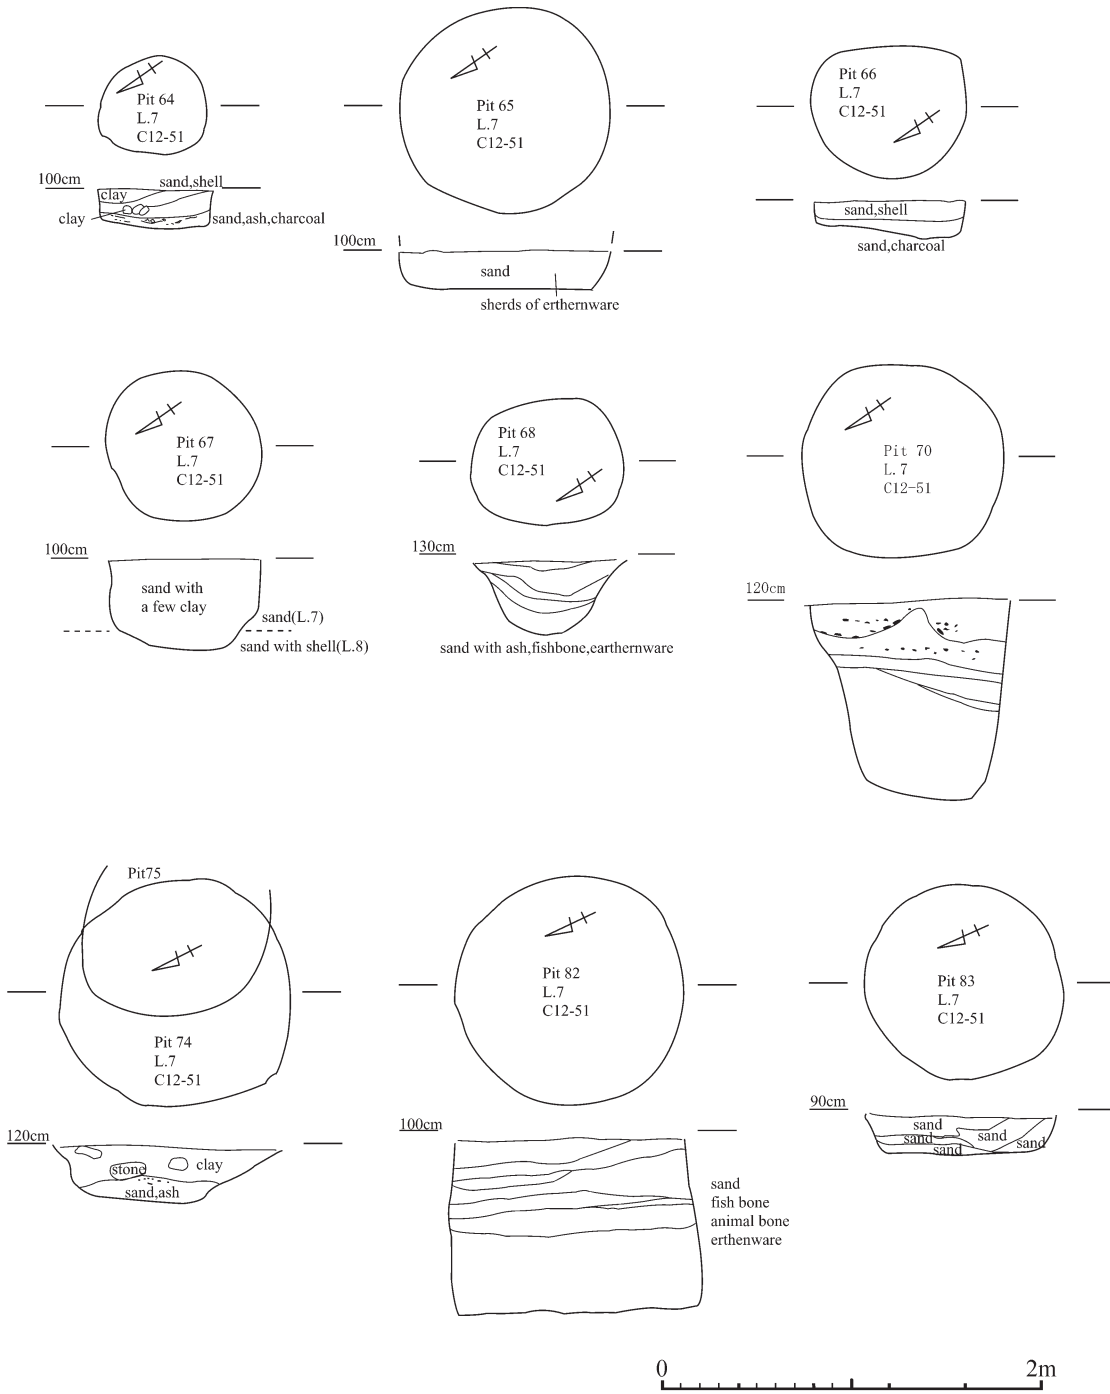 Pit 64
L.7
C12-51
100cm
sand,shell
clay
clay
sand,ash,charcoal
Pit 65
L.7
C12-51
100cm
sand
sherds of erthernware
Pit 66
L.7
C12-51
sand,shell
sand,charcoal
Pit 67
L.7
C12-51
100cm
sand with
a few clay
sand(L.7)
sand with shell(L.8)
Pit 68
L.7
C12-51
130cm
sand with ash,fishbone,earthernware
Pit 70
L.7
C12-51
120cm
Pit75
Pit 74
L.7
C12-51
120cm
stone
clay
sand,ash
Pit 82
L.7
C12-51
100cm
sand
fish bone
animal bone
erthenware
Pit 83
L.7
C12-51
90cm
sand
sand
sand
sand
sand
0 2m